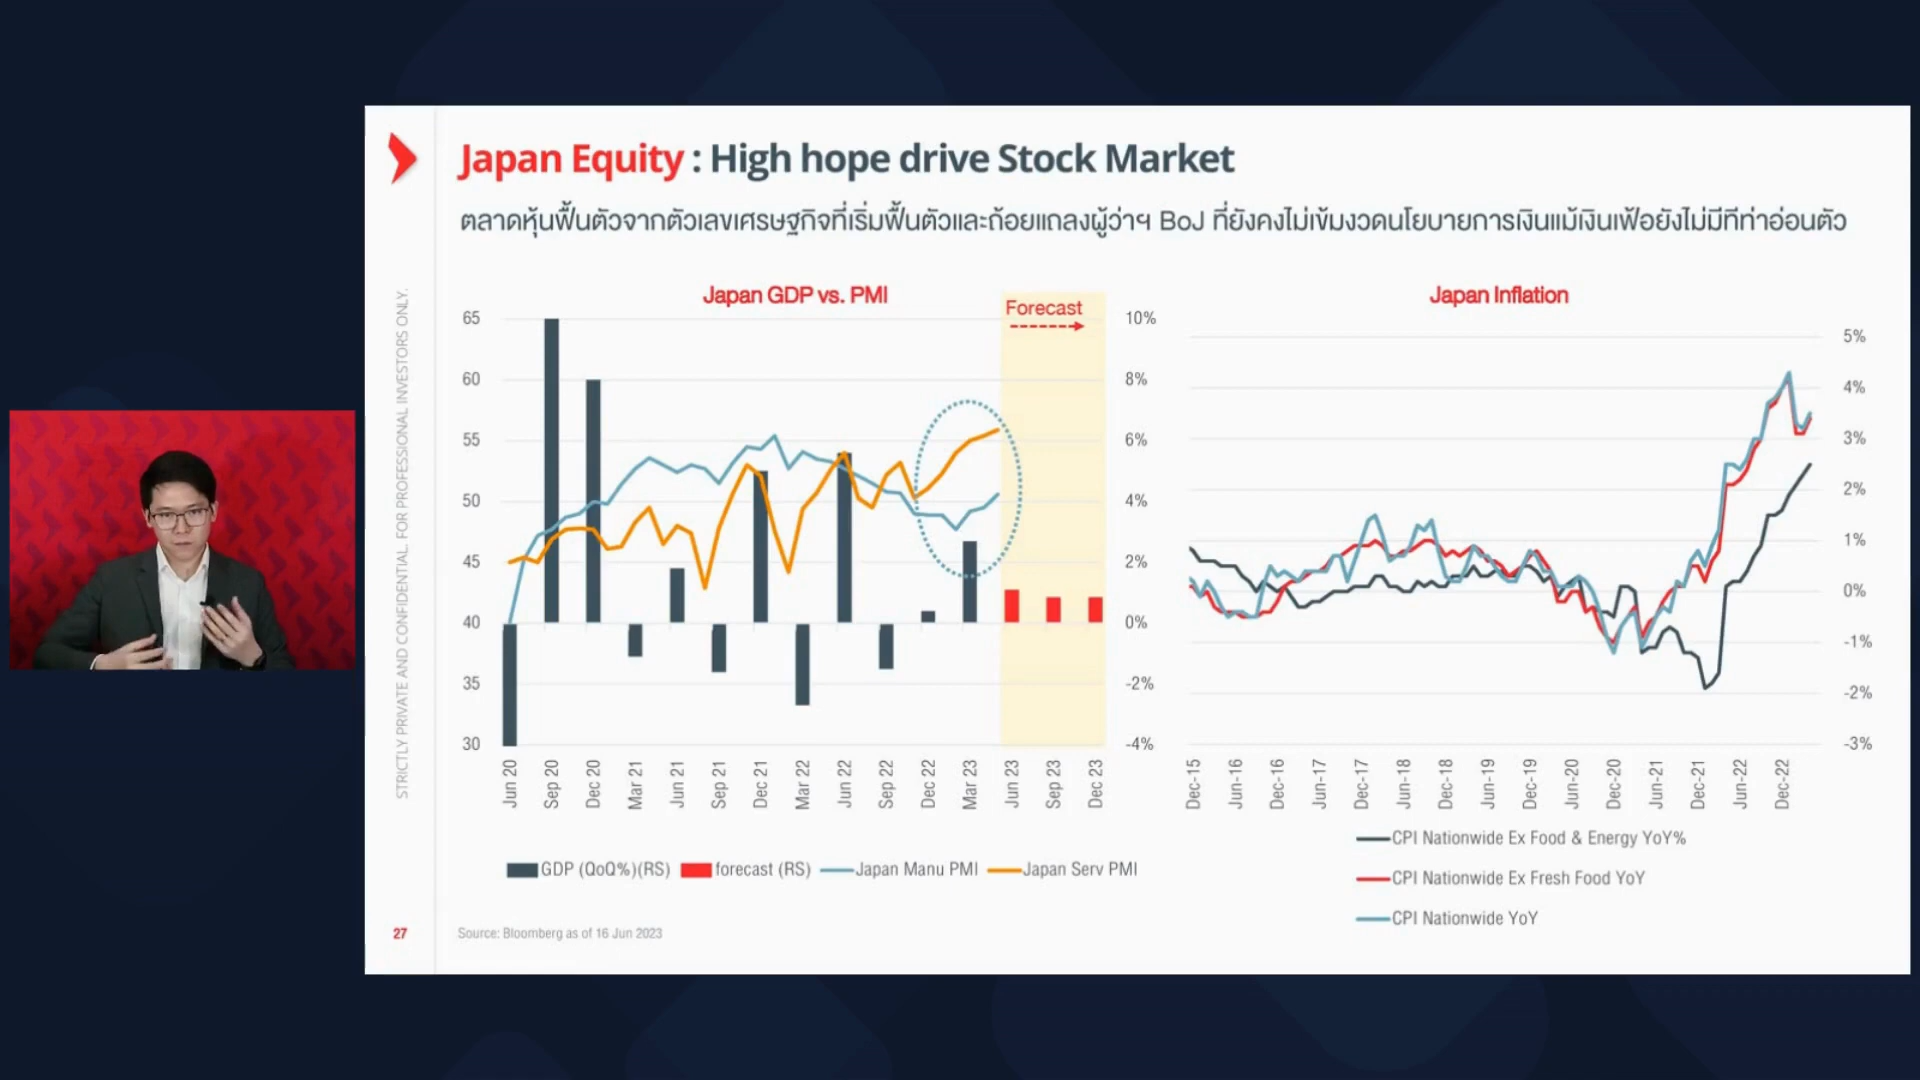 Japan Equity : High hope drive Stock Market
ตลาดหุ้นฟื้นตัวจากตัวเลขเศรษฐกิจที่เริ่มฟื้นตัวและถ้อยแถลงผู้ว่าฯ BoJ ที่ยังคงไม่เข้มงวดนโยบายการเงินแม้เงินเฟ้อยังไม่มีทีท่าอ่อนตัว
STRICTLY PRIVATE AND CONFIDENTIAL. FOR PROFESSIONAL INVESTORS ONLY.
Japan GDP vs. PMI
Forecast
65
60
55
50
45
40
35
30
10%
8%
6%
4%
2%
0%
-2%
-4%
Jun 20
Sep 20
Dec 20
Mar 21
Jun 21
Sep 21
Dec 21
Mar 22
Jun 22
Sep 22
Dec 22
Mar 23
Jun 23
Sep 23
Dec 23
GDP (QoQ%)(RS)
forecast (RS)
Japan Manu PMI
Japan Serv PMI
Japan Inflation
5%
4%
3%
2%
1%
0%
-1%
-2%
-3%
Dec-15
Jun-16
Dec-16
Jun-17
Dec-17
Jun-18
Dec-18
Jun-19
Dec-19
Jun-20
Dec-20
Jun-21
Dec-21
Jun-22
Dec-22
CPI Nationwide Ex Food & Energy YoY%
CPI Nationwide Ex Fresh Food YoY
CPI Nationwide YoY
27
Source: Bloomberg as of 16 Jun 2023